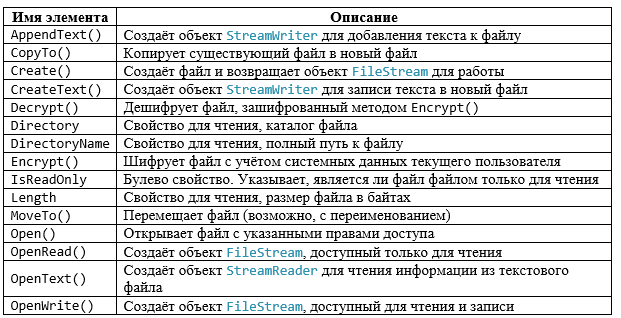 Имя элемента Описание
AppendText() Создаёт объект StreamWriter для добавления текста к файлу
CopyTo() Копирует существующий файл в новый файл
Create() Создаёт файл и возвращает объект FileStream для работы
CreateText() Создаёт объект StreamWriter для записи текста в новый файл
Decrypt() Дешифрует файл, зашифрованный методом Encrypt()
Directory Свойство для чтения, каталог файла
DirectoryName Свойство для чтения, полный путь к файлу
Encrypt() Шифрует файл с учётом системных данных текущего пользователя
IsReadOnly Булево свойство. Указывает, является ли файл файлом только для чтения
Length Свойство для чтения, размер файла в байтах
MoveTo() Перемещает файл (возможно, с переименованием)
Open() Открывает файл с указанными правами доступа
OpenRead() Создаёт объект FileStream, доступный только для чтения
OpenText() Создаёт объект StreamReader для чтения информации из текстового
файла
OpenWrite() Создаёт объект FileStream, доступный для чтения и записи